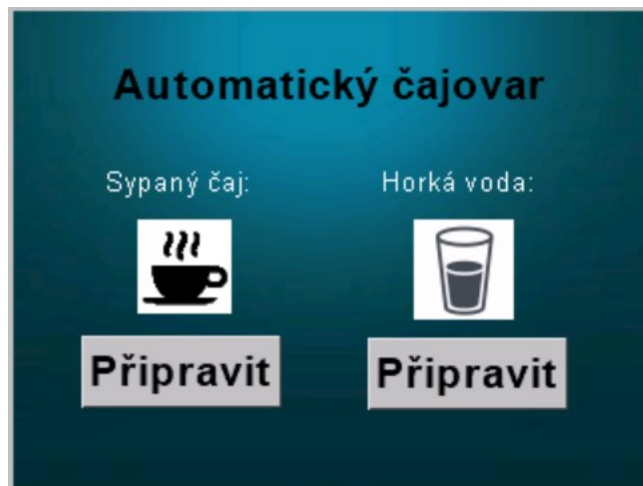 Automatický čajovar
Sypaný čaj:
Horká voda:
Připravit
Připravit